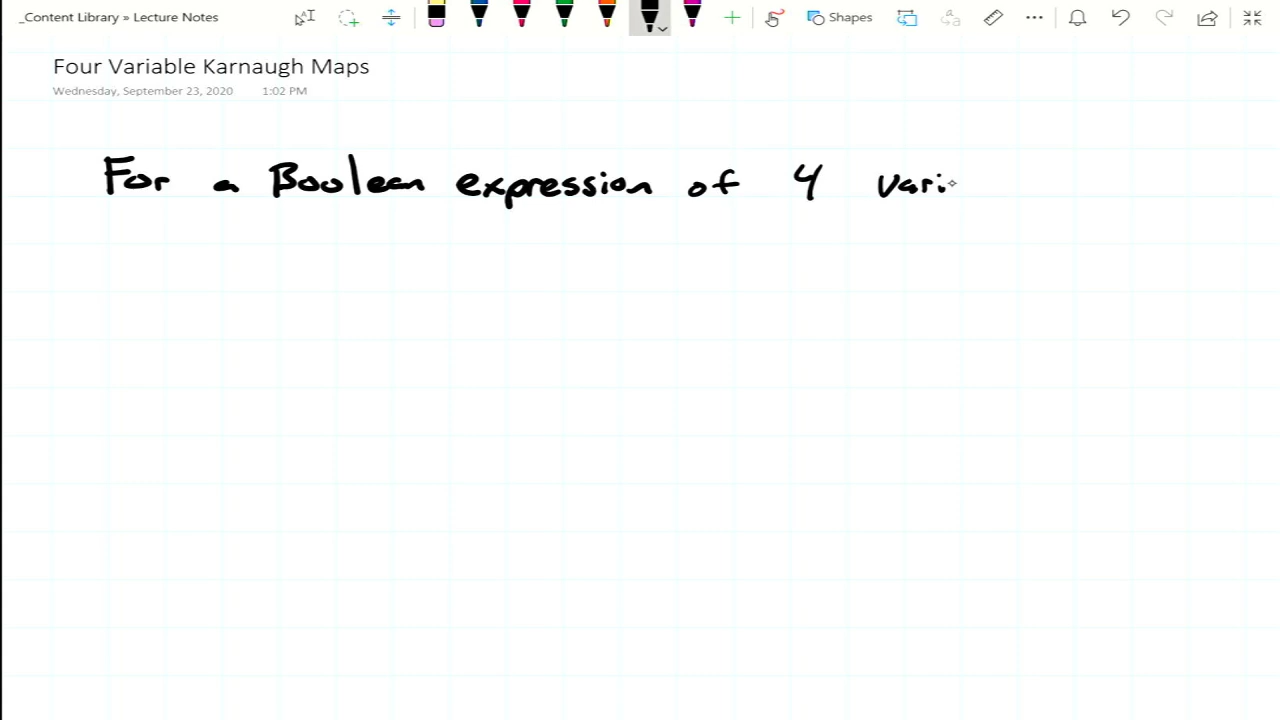 _Content Library » Lecture Notes
Shapes
Four Variable Karnaugh Maps
Wednesday, September 23, 2020 1:02 PM
For a Boolean expression of 4 vari